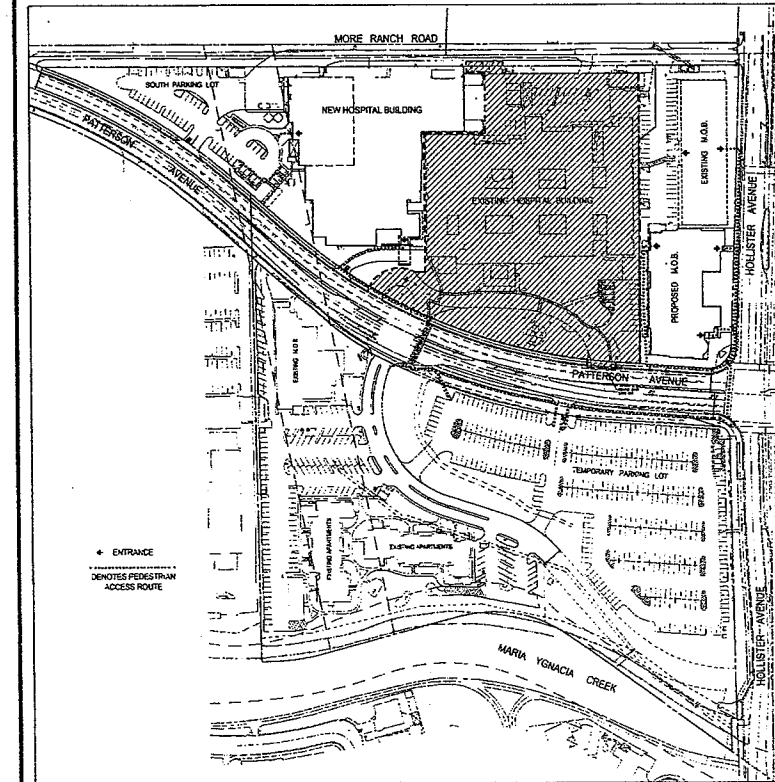 MORE RANCH ROAD
SOUTH PARKING LOT
NEW HOSPITAL BUILDING
EXISTING HOSPITAL BUILDING
EXISTING M.O.B.
HOLLISTER AVENUE
PATTERSON AVENUE
PROPOSED M.O.B.
EXISTING M.O.B.
PATTERSON AVENUE
TEMPORARY PARKING LOT
EXISTING APARTMENTS
EXISTING APARTMENTS
ENTRANCE
DENOTES PEDESTRIAN
ACCESS ROUTE
MARIA YGNACIA CREEK
HOLLISTER AVENUE